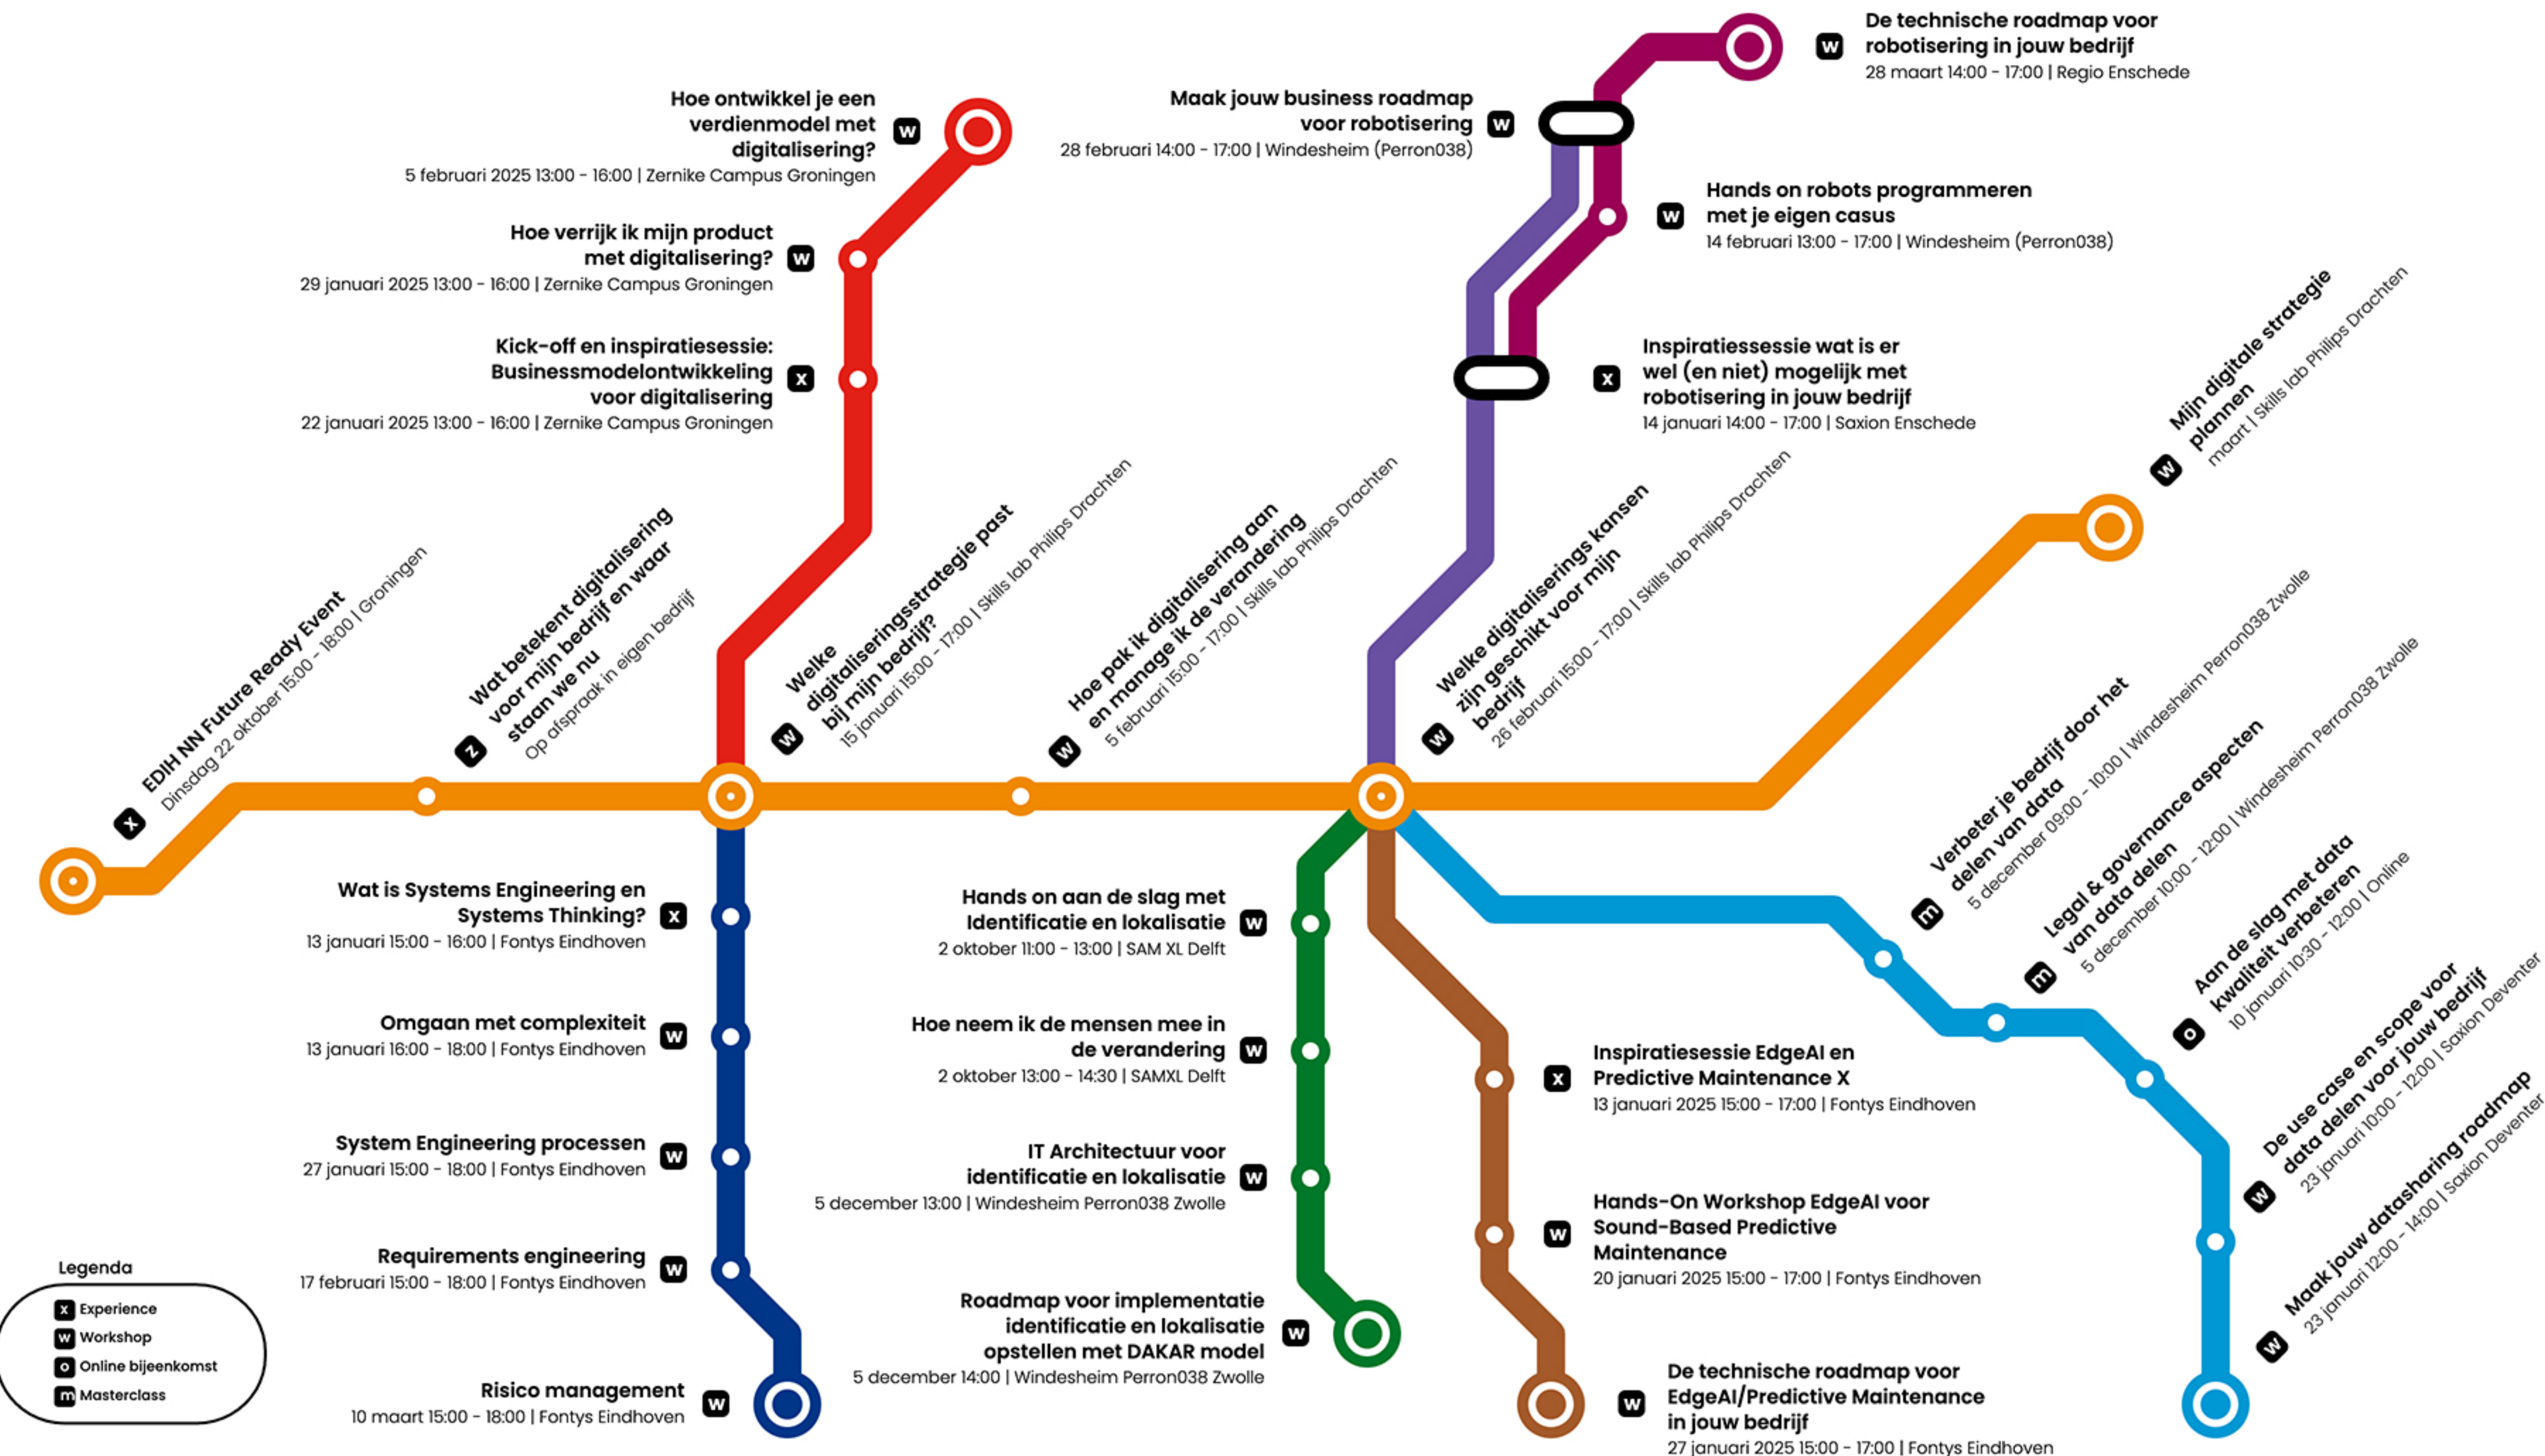 De technische roadmap voor
robotisering in jouw bedrijf
28 maart 14:00 - 17:00 | Regio Enschede
w
Hoe ontwikkel je een
verdienmodel met
digitalisering?
5 februari 2025 13:00 - 16:00 | Zernike Campus Groningen
w
Maak jouw business roadmap
voor robotisering
28 februari 14:00 - 17:00 | Windesheim (Perron038)
w
Hands on robots programmeren
met je eigen casus
14 februari 13:00 - 17:00 | Windesheim (Perron038)
w
Hoe verrijk ik mijn product
met digitalisering?
29 januari 2025 13:00 - 16:00 | Zernike Campus Groningen
w
Kick-off en inspiratiesessie:
Businessmodelontwikkeling
voor digitalisering
22 januari 2025 13:00 - 16:00 | Zernike Campus Groningen
x
Inspiratiessessie wat is er
wel (en niet) mogelijk met
robotisering in jouw bedrijf
14 januari 14:00 - 17:00 | Saxion Enschede
x
EDIH NN Future Ready Event
Dinsdag 22 oktober 15:00 - 18:00 | Groningen
x
Wat betekent digitalisering
voor mijn bedrijf en waar
staan we nu
Op afspraak in eigen bedrijf
z
Welke
digitaliseringsstrategie past
bij mijn bedrijf?
15 januari 15:00 - 17:00 | Skills lab Philips Drachten
w
Hoe pak ik digitalisering aan
en manage ik de verandering
5 februari 15:00 - 17:00 | Skills lab Philips Drachten
w
Welke digitaliserings kansen
zijn geschikt voor mijn
bedrijf
26 februari 15:00 - 17:00 | Skills lab Philips Drachten
w
Mijn digitale strategie
plannen
maart | Skills lab Philips Drachten
w
Wat is Systems Engineering en
Systems Thinking?
13 januari 15:00 - 16:00 | Fontys Eindhoven
x
Omgaan met complexiteit
13 januari 16:00 - 18:00 | Fontys Eindhoven
w
System Engineering processen
27 januari 15:00 - 18:00 | Fontys Eindhoven
w
Requirements engineering
17 februari 15:00 - 18:00 | Fontys Eindhoven
w
Risico management
10 maart 15:00 - 18:00 | Fontys Eindhoven
w
Hands on aan de slag met
Identificatie en lokalisatie
2 oktober 11:00 - 13:00 | SAM XL Delft
w
Hoe neem ik de mensen mee in
de verandering
2 oktober 13:00 - 14:30 | SAMXL Delft
w
IT Architectuur voor
identificatie en lokalisatie
5 december 13:00 | Windesheim Perron038 Zwolle
w
Roadmap voor implementatie
identificatie en lokalisatie
opstellen met DAKAR model
5 december 14:00 | Windesheim Perron038 Zwolle
w
Inspiratiesessie EdgeAI en
Predictive Maintenance X
13 januari 2025 15:00 - 17:00 | Fontys Eindhoven
x
Hands-On Workshop EdgeAI voor
Sound-Based Predictive
Maintenance
20 januari 2025 15:00 - 17:00 | Fontys Eindhoven
w
De technische roadmap voor
EdgeAI/Predictive Maintenance
in jouw bedrijf
27 januari 2025 15:00 - 17:00 | Fontys Eindhoven
w
Verbeter je bedrijf door het
delen van data
5 december 09:00 - 10:00 | Windesheim Perron038 Zwolle
m
Legal & governance aspecten
van data delen
5 december 10:00 - 12:00 | Windesheim Perron038 Zwolle
m
Aan de slag met data
kwaliteit verbeteren
10 januari 10:30 - 12:00 | Online
o
De use case en scope voor
data delen voor jouw bedrijf
23 januari 10:00 - 12:00 | Saxion Deventer
w
Maak jouw datasharing roadmap
23 januari 12:00 - 14:00 | Saxion Deventer
w
Legenda
x Experience
w Workshop
o Online bijeenkomst
m Masterclass